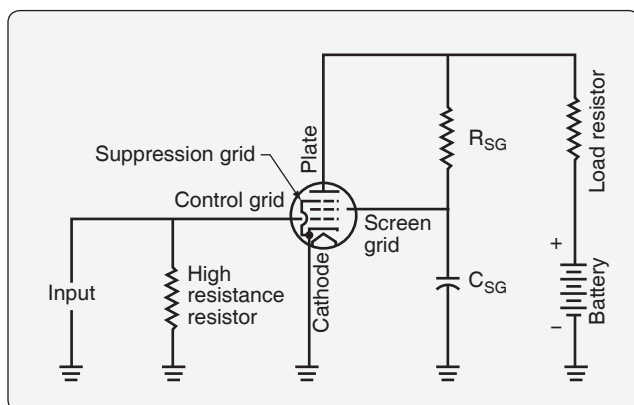 Suppression grid
Plate
Control grid
Screen
grid
R_SG
Load resistor
Input
High
resistance
resistor
Cathode
C_SG
+
Battery
−